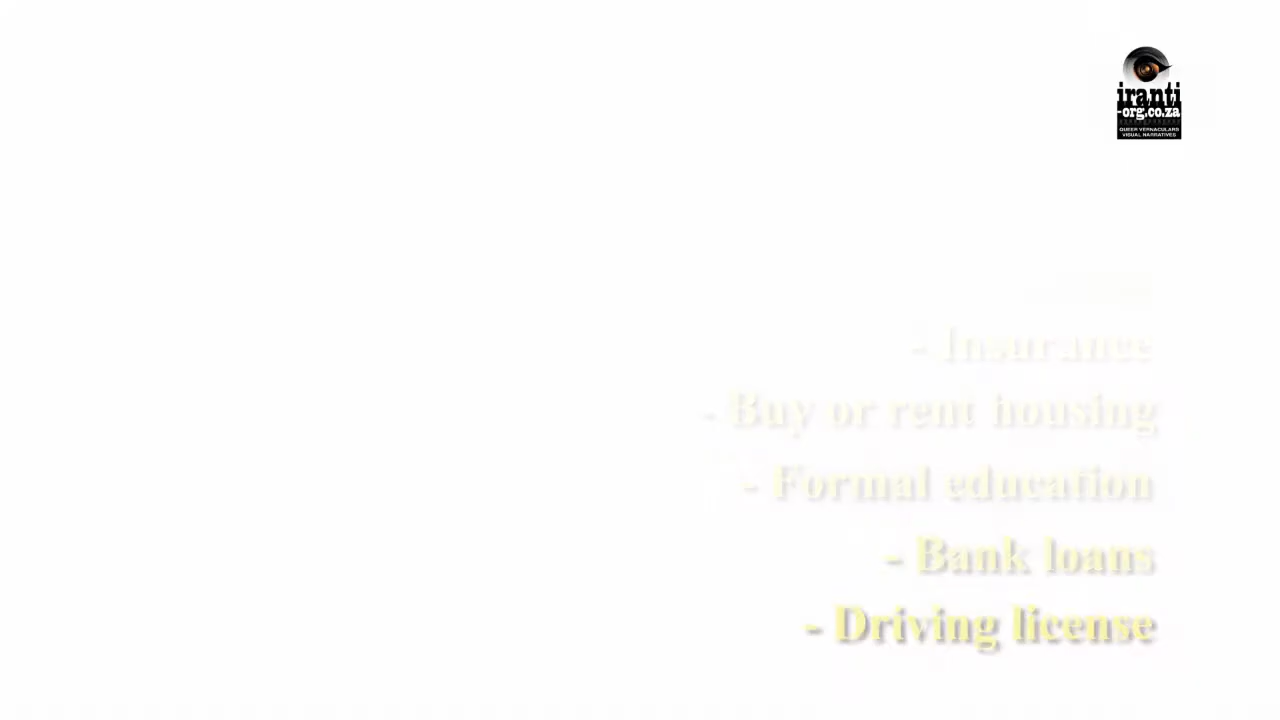 iranti
-org.co.za
QUEER VERNACULARS
VISUAL NARRATIVES
- Insurance
- Buy or rent housing
- Formal education
- Bank loans
- Driving license